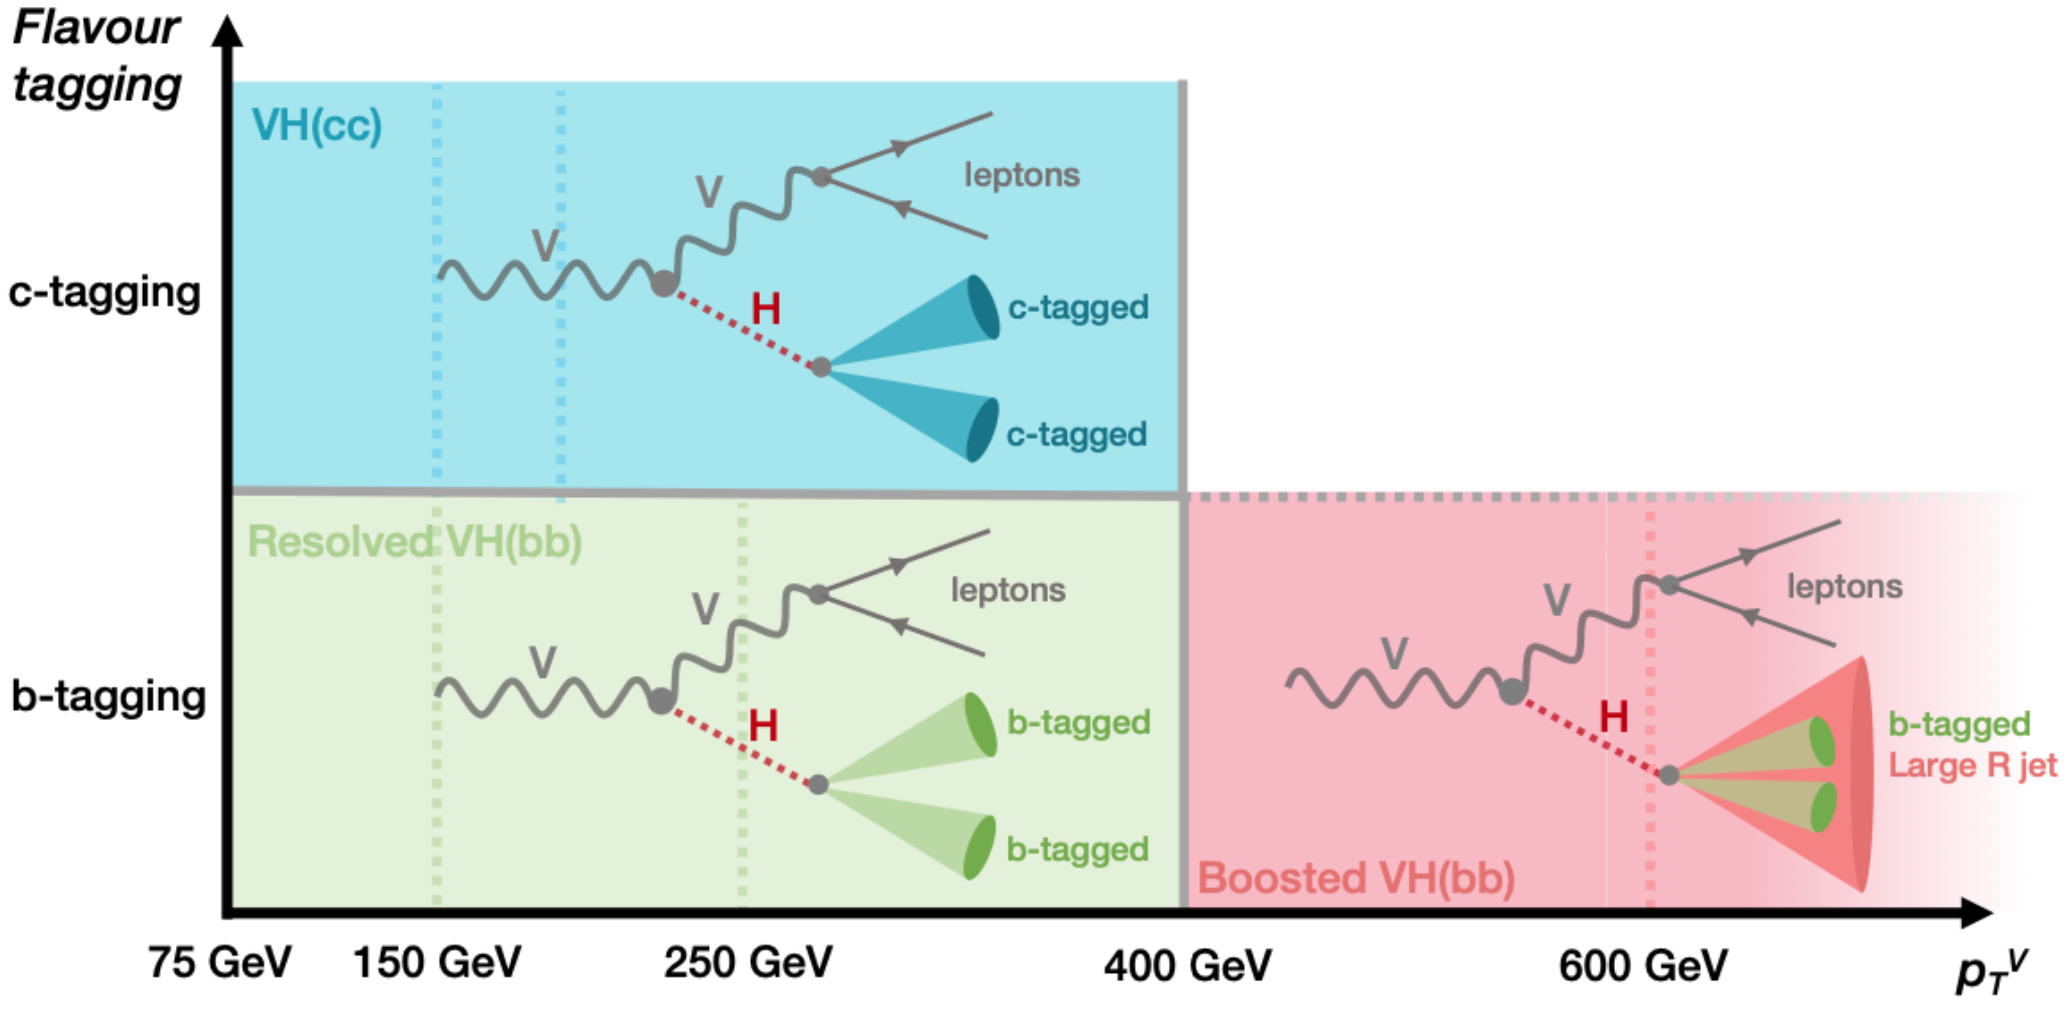 Flavour
tagging
VH(cc)
V
V
leptons
H
c-tagged
c-tagged
c-tagging
Resolved VH(bb)
V
V
leptons
H
b-tagged
b-tagged
b-tagging
V
V
leptons
H
b-tagged
Large R jet
Boosted VH(bb)
75 GeV
150 GeV
250 GeV
400 GeV
600 GeV
p_T^V